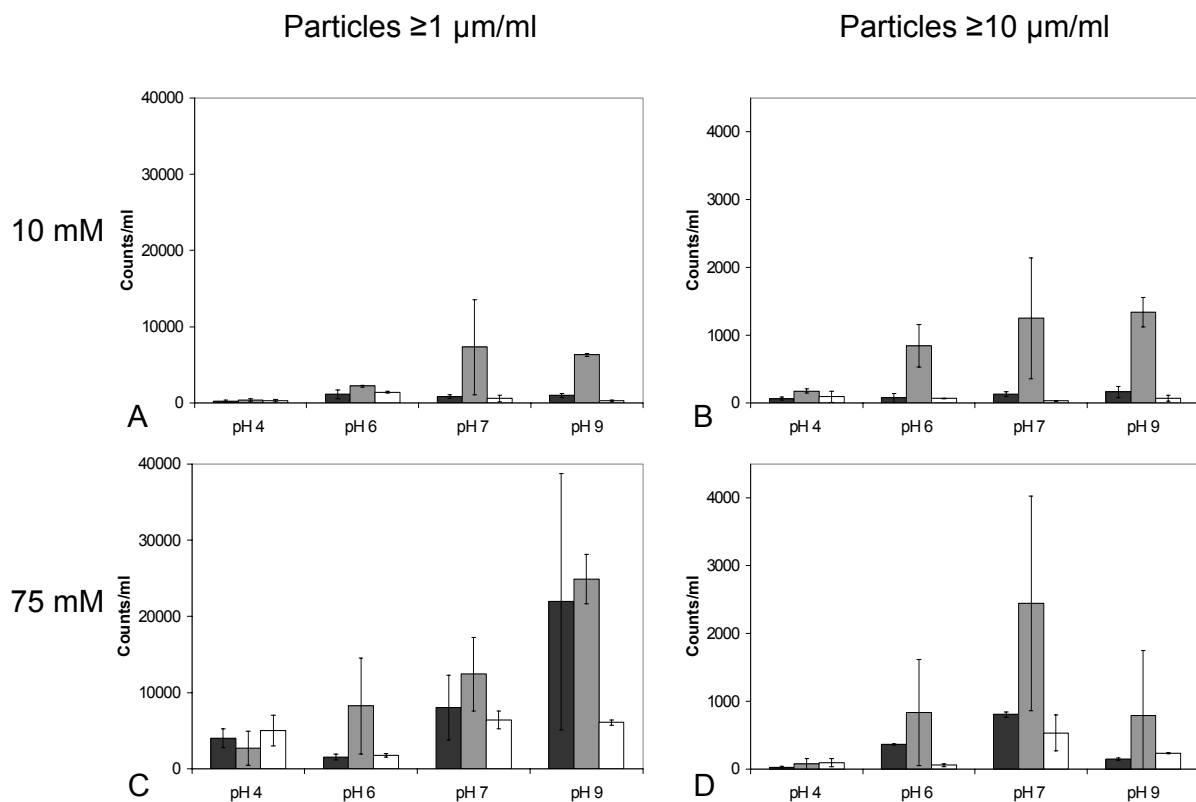 Particles ≥1 µm/ml
Particles ≥10 µm/ml
10 mM
Counts/ml
40000
30000
20000
10000
0
A
pH 4
pH 6
pH 7
pH 9
Counts/ml
4000
3000
2000
1000
0
B
pH 4
pH 6
pH 7
pH 9
75 mM
Counts/ml
40000
30000
20000
10000
0
C
pH 4
pH 6
pH 7
pH 9
Counts/ml
4000
3000
2000
1000
0
D
pH 4
pH 6
pH 7
pH 9